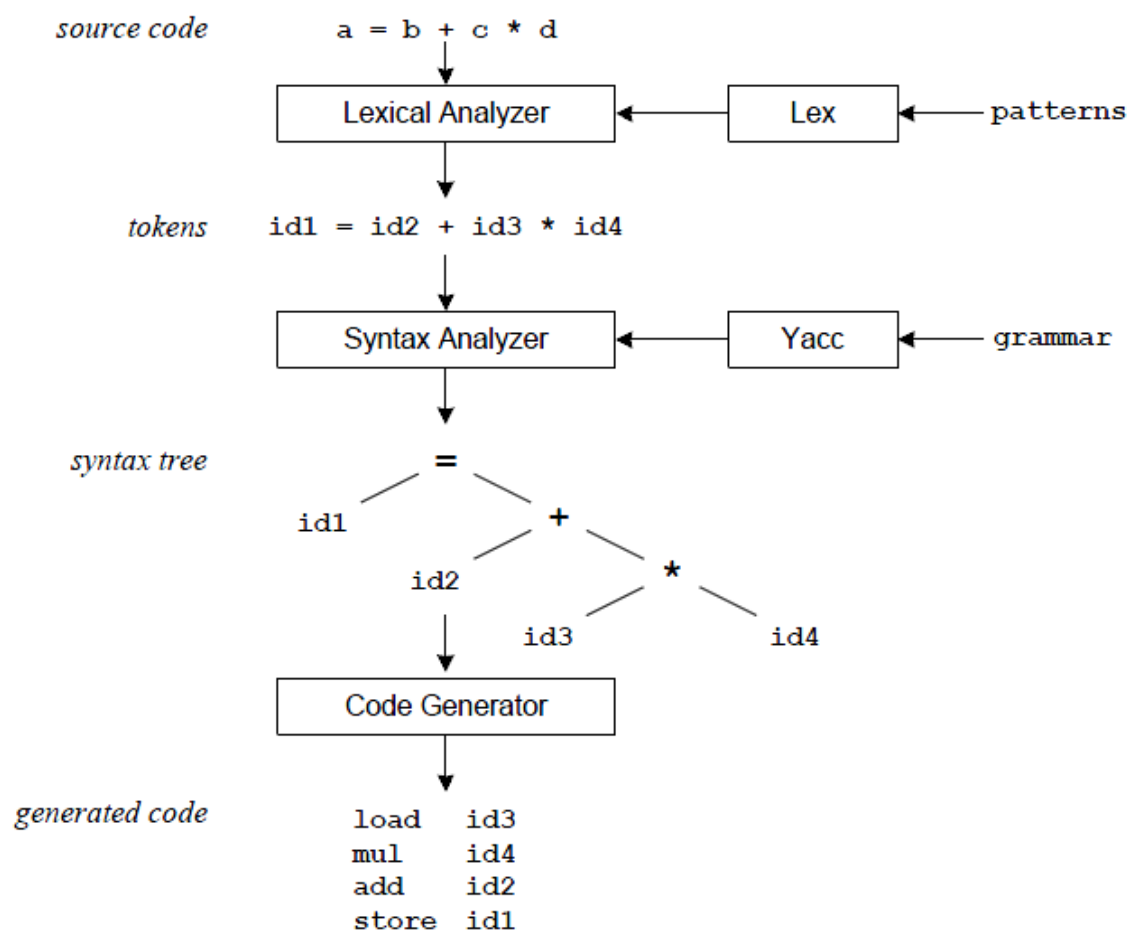 source code a = b + c * d
Lexical Analyzer Lex patterns
tokens id1 = id2 + id3 * id4
Syntax Analyzer Yacc grammar
syntax tree =
id1 +
id2 *
id3 id4
Code Generator
generated code load id3
mul id4
add id2
store id1